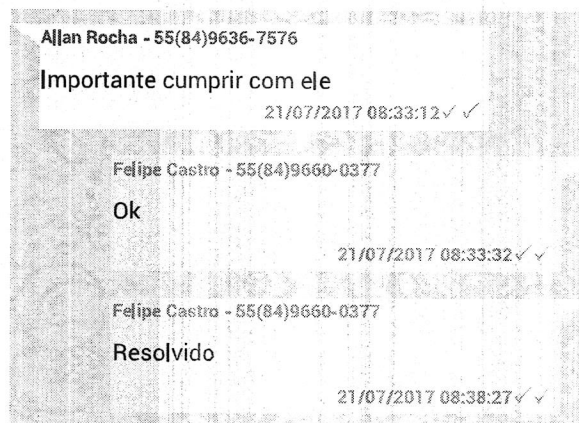 Allan Rocha - 55(84)9636-7576
Importante cumprir com ele
21/07/2017 08:33:12✓✓
Felipe Castro - 55(84)9660-0377
Ok
21/07/2017 08:33:32✓✓
Felipe Castro - 55(84)9660-0377
Resolvido
21/07/2017 08:38:27✓✓